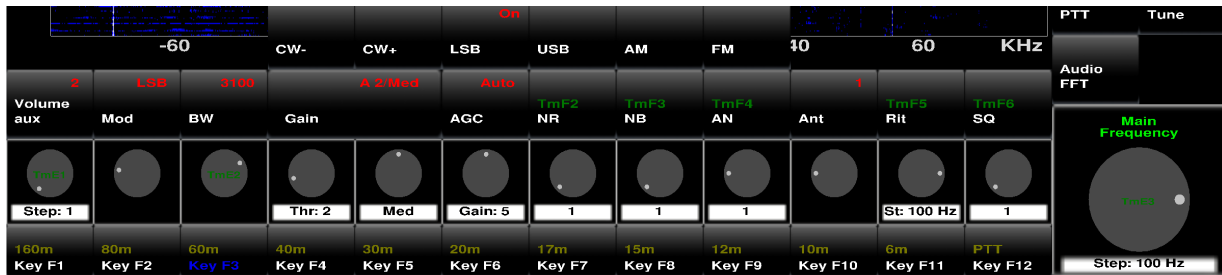 On
PTT Tune
-60 CW- CW+ LSB USB AM FM 40 60 KHz
Audio
FFT
2 LSB 3100 A 2/Med Auto 1
Volume TmF2 TmF3 TmF4 TmF5 TmF6
aux Mod BW Gain AGC NR NB AN Ant Rit SQ
Main
Frequency
Step: 1 Thr: 2 Med Gain: 5 1 1 1 St: 100 Hz 1
160m 80m 60m 40m 30m 20m 17m 15m 12m 10m 6m PTT
Key F1 Key F2 Key F3 Key F4 Key F5 Key F6 Key F7 Key F8 Key F9 Key F10 Key F11 Key F12
Step: 100 Hz